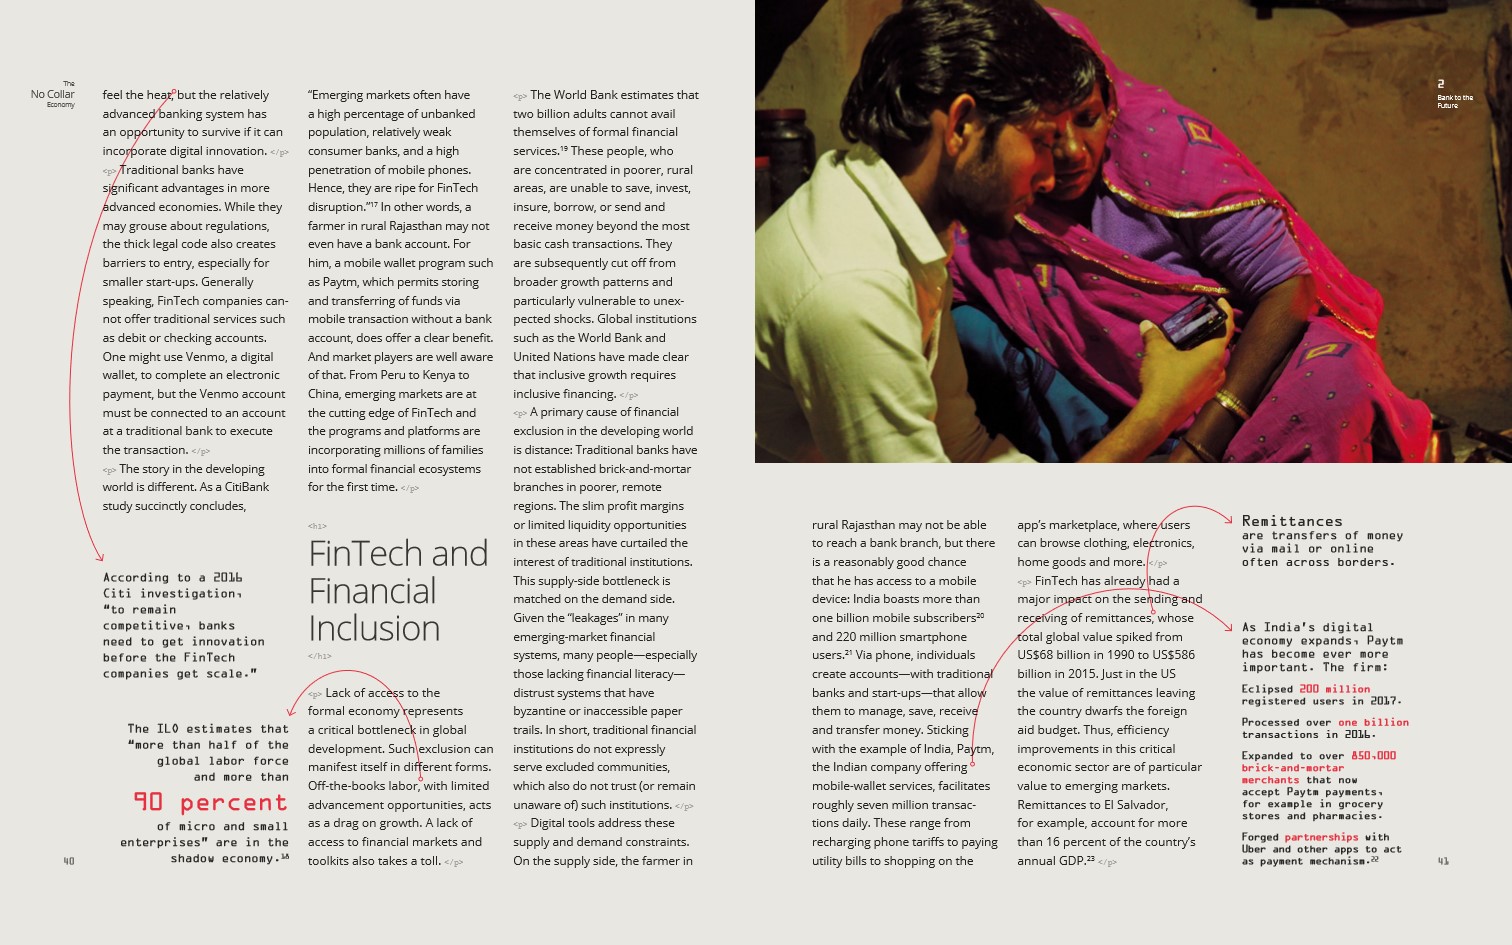 The
No Collar
Economy
feel the heat, but the relatively
advanced banking system has
an opportunity to survive if it can
incorporate digital innovation. </p>
<p> Traditional banks have
significant advantages in more
advanced economies. While they
may grouse about regulations,
the thick legal code also creates
barriers to entry, especially for
smaller start-ups. Generally
speaking, FinTech companies can-
not offer traditional services such
as debit or checking accounts.
One might use Venmo, a digital
wallet, to complete an electronic
payment, but the Venmo account
must be connected to an account
at a traditional bank to execute
the transaction. </p>
<p> The story in the developing
world is different. As a CitiBank
study succinctly concludes,
According to a 2016
Citi investigation,
“to remain
competitive, banks
need to get innovation
before the FinTech
companies get scale.”
The ILO estimates that
“more than half of the
global labor force
and more than
90 percent
of micro and small
enterprises” are in the
shadow economy.¹⁸
40
“Emerging markets often have
a high percentage of unbanked
population, relatively weak
consumer banks, and a high
penetration of mobile phones.
Hence, they are ripe for FinTech
disruption.”¹⁷ In other words, a
farmer in rural Rajasthan may not
even have a bank account. For
him, a mobile wallet program such
as Paytm, which permits storing
and transferring of funds via
mobile transaction without a bank
account, does offer a clear benefit.
And market players are well aware
of that. From Peru to Kenya to
China, emerging markets are at
the cutting edge of FinTech and
the programs and platforms are
incorporating millions of families
into formal financial ecosystems
for the first time. </p>
<h1>
FinTech and
Financial
Inclusion
</h1>
<p> Lack of access to the
formal economy represents
a critical bottleneck in global
development. Such exclusion can
manifest itself in different forms.
Off-the-books labor, with limited
advancement opportunities, acts
as a drag on growth. A lack of
access to financial markets and
toolkits also takes a toll. </p>
<p> The World Bank estimates that
two billion adults cannot avail
themselves of formal financial
services.¹⁹ These people, who
are concentrated in poorer, rural
areas, are unable to save, invest,
insure, borrow, or send and
receive money beyond the most
basic cash transactions. They
are subsequently cut off from
broader growth patterns and
particularly vulnerable to unex-
pected shocks. Global institutions
such as the World Bank and
United Nations have made clear
that inclusive growth requires
inclusive financing. </p>
<p> A primary cause of financial
exclusion in the developing world
is distance: Traditional banks have
not established brick-and-mortar
branches in poorer, remote
regions. The slim profit margins
or limited liquidity opportunities
in these areas have curtailed the
interest of traditional institutions.
This supply-side bottleneck is
matched on the demand side.
Given the “leakages” in many
emerging-market financial
systems, many people—especially
those lacking financial literacy—
distrust systems that have
byzantine or inaccessible paper
trails. In short, traditional financial
institutions do not expressly
serve excluded communities,
which also do not trust (or remain
unaware of) such institutions. </p>
<p> Digital tools address these
supply and demand constraints.
On the supply side, the farmer in
2
Bank to the
Future
rural Rajasthan may not be able
to reach a bank branch, but there
is a reasonably good chance
that he has access to a mobile
device: India boasts more than
one billion mobile subscribers²⁰
and 220 million smartphone
users.²¹ Via phone, individuals
create accounts—with traditional
banks and start-ups—that allow
them to manage, save, receive
and transfer money. Sticking
with the example of India, Paytm,
the Indian company offering
mobile-wallet services, facilitates
roughly seven million transac-
tions daily. These range from
recharging phone tariffs to paying
utility bills to shopping on the
app’s marketplace, where users
can browse clothing, electronics,
home goods and more. </p>
<p> FinTech has already had a
major impact on the sending and
receiving of remittances, whose
total global value spiked from
US$68 billion in 1990 to US$586
billion in 2015. Just in the US
the value of remittances leaving
the country dwarfs the foreign
aid budget. Thus, efficiency
improvements in this critical
economic sector are of particular
value to emerging markets.
Remittances to El Salvador,
for example, account for more
than 16 percent of the country’s
annual GDP.²³ </p>
Remittances
are transfers of money
via mail or online
often across borders.
As India’s digital
economy expands, Paytm
has become ever more
important. The firm:
Eclipsed 200 million
registered users in 2017.
Processed over one billion
transactions in 2016.
Expanded to over 850,000
brick-and-mortar
merchants that now
accept Paytm payments,
for example in grocery
stores and pharmacies.
Forged partnerships with
Uber and other apps to act
as payment mechanism.²²
41